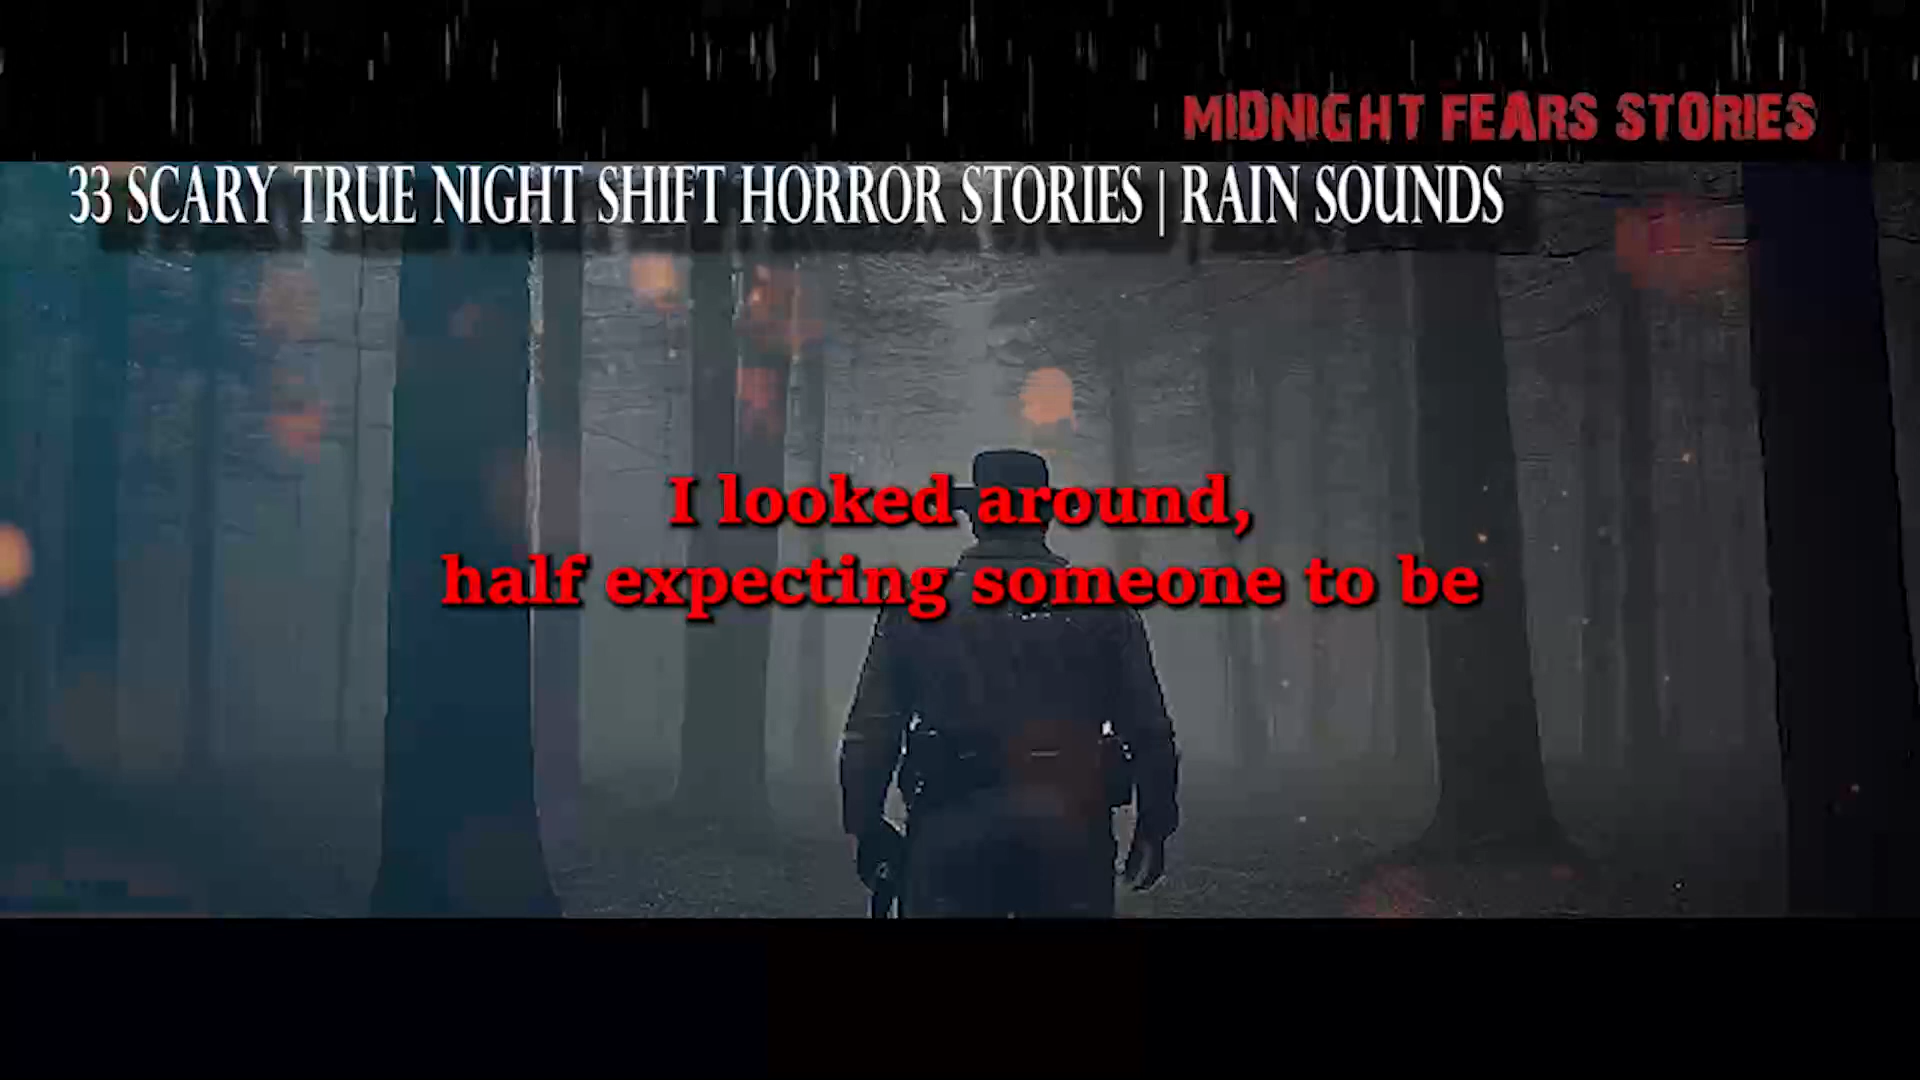 MIDNIGHT FEARS STORIES
33 SCARY TRUE NIGHT SHIFT HORROR STORIES | RAIN SOUNDS
I looked around,
half expecting someone to be